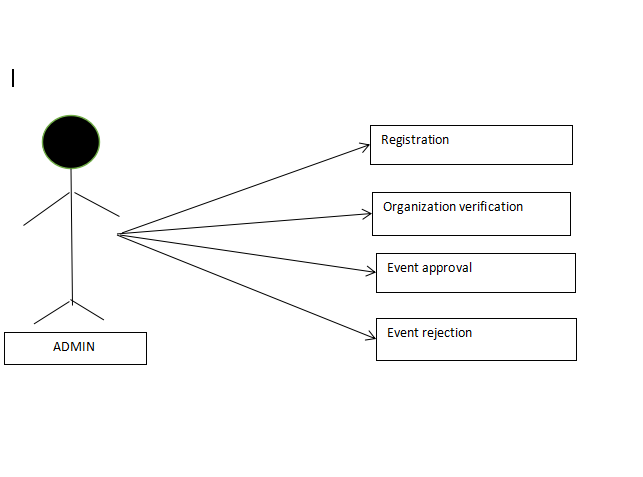 Registration
Organization verification
Event approval
Event rejection
ADMIN